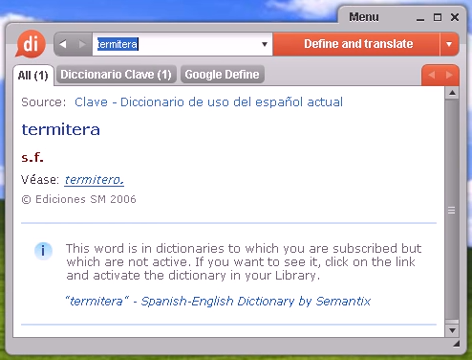 Menu
di
termitera
Define and translate
All (1)
Diccionario Clave (1)
Google Define
Source: Clave - Diccionario de uso del español actual
termitera
s.f.
Véase: termitero.
© Ediciones SM 2006
i
This word is in dictionaries to which you are subscribed but
which are not active. If you want to see it, click on the link
and activate the dictionary in your Library.
"termitera" - Spanish-English Dictionary by Semantix